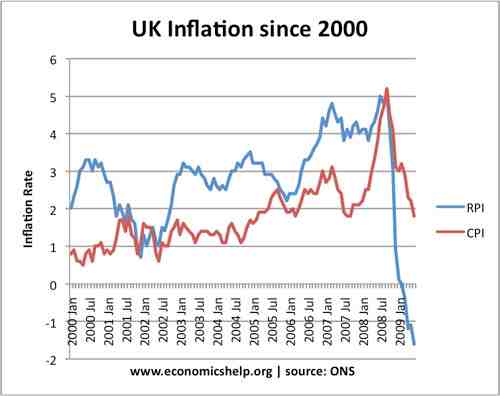 UK Inflation since 2000
6
5
4
3
2
1
0
-1
-2
Inflation Rate
2000 Jan
2000 Jul
2001 Jan
2001 Jul
2002 Jan
2002 Jul
2003 Jan
2003 Jul
2004 Jan
2004 Jul
2005 Jan
2005 Jul
2006 Jan
2006 Jul
2007 Jan
2007 Jul
2008 Jan
2008 Jul
2009 Jan
RPI
CPI
www.economicshelp.org | source: ONS